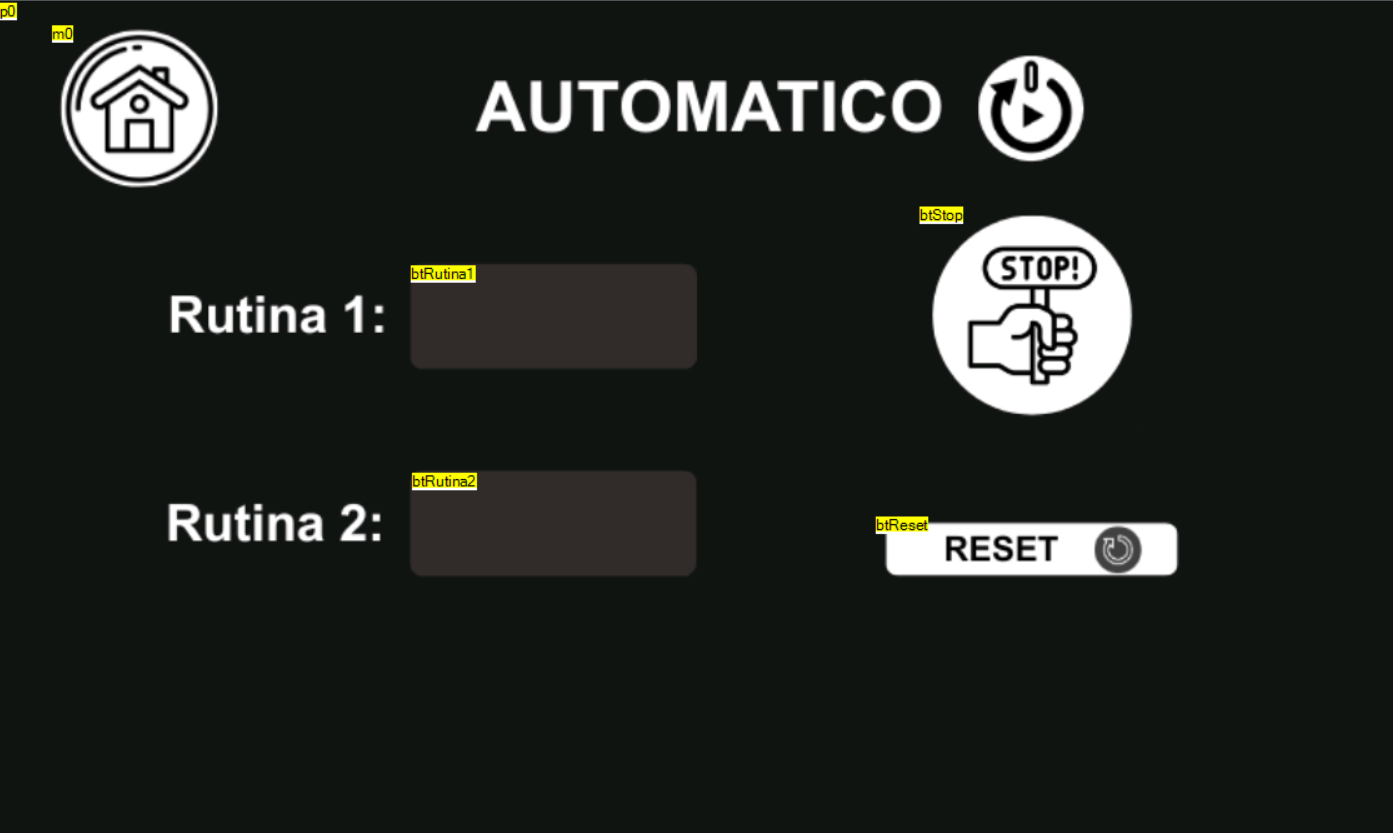 p0
m0
AUTOMATICO
btStop
STOP!
btRutina1
Rutina 1:
btRutina2
Rutina 2:
btReset
RESET